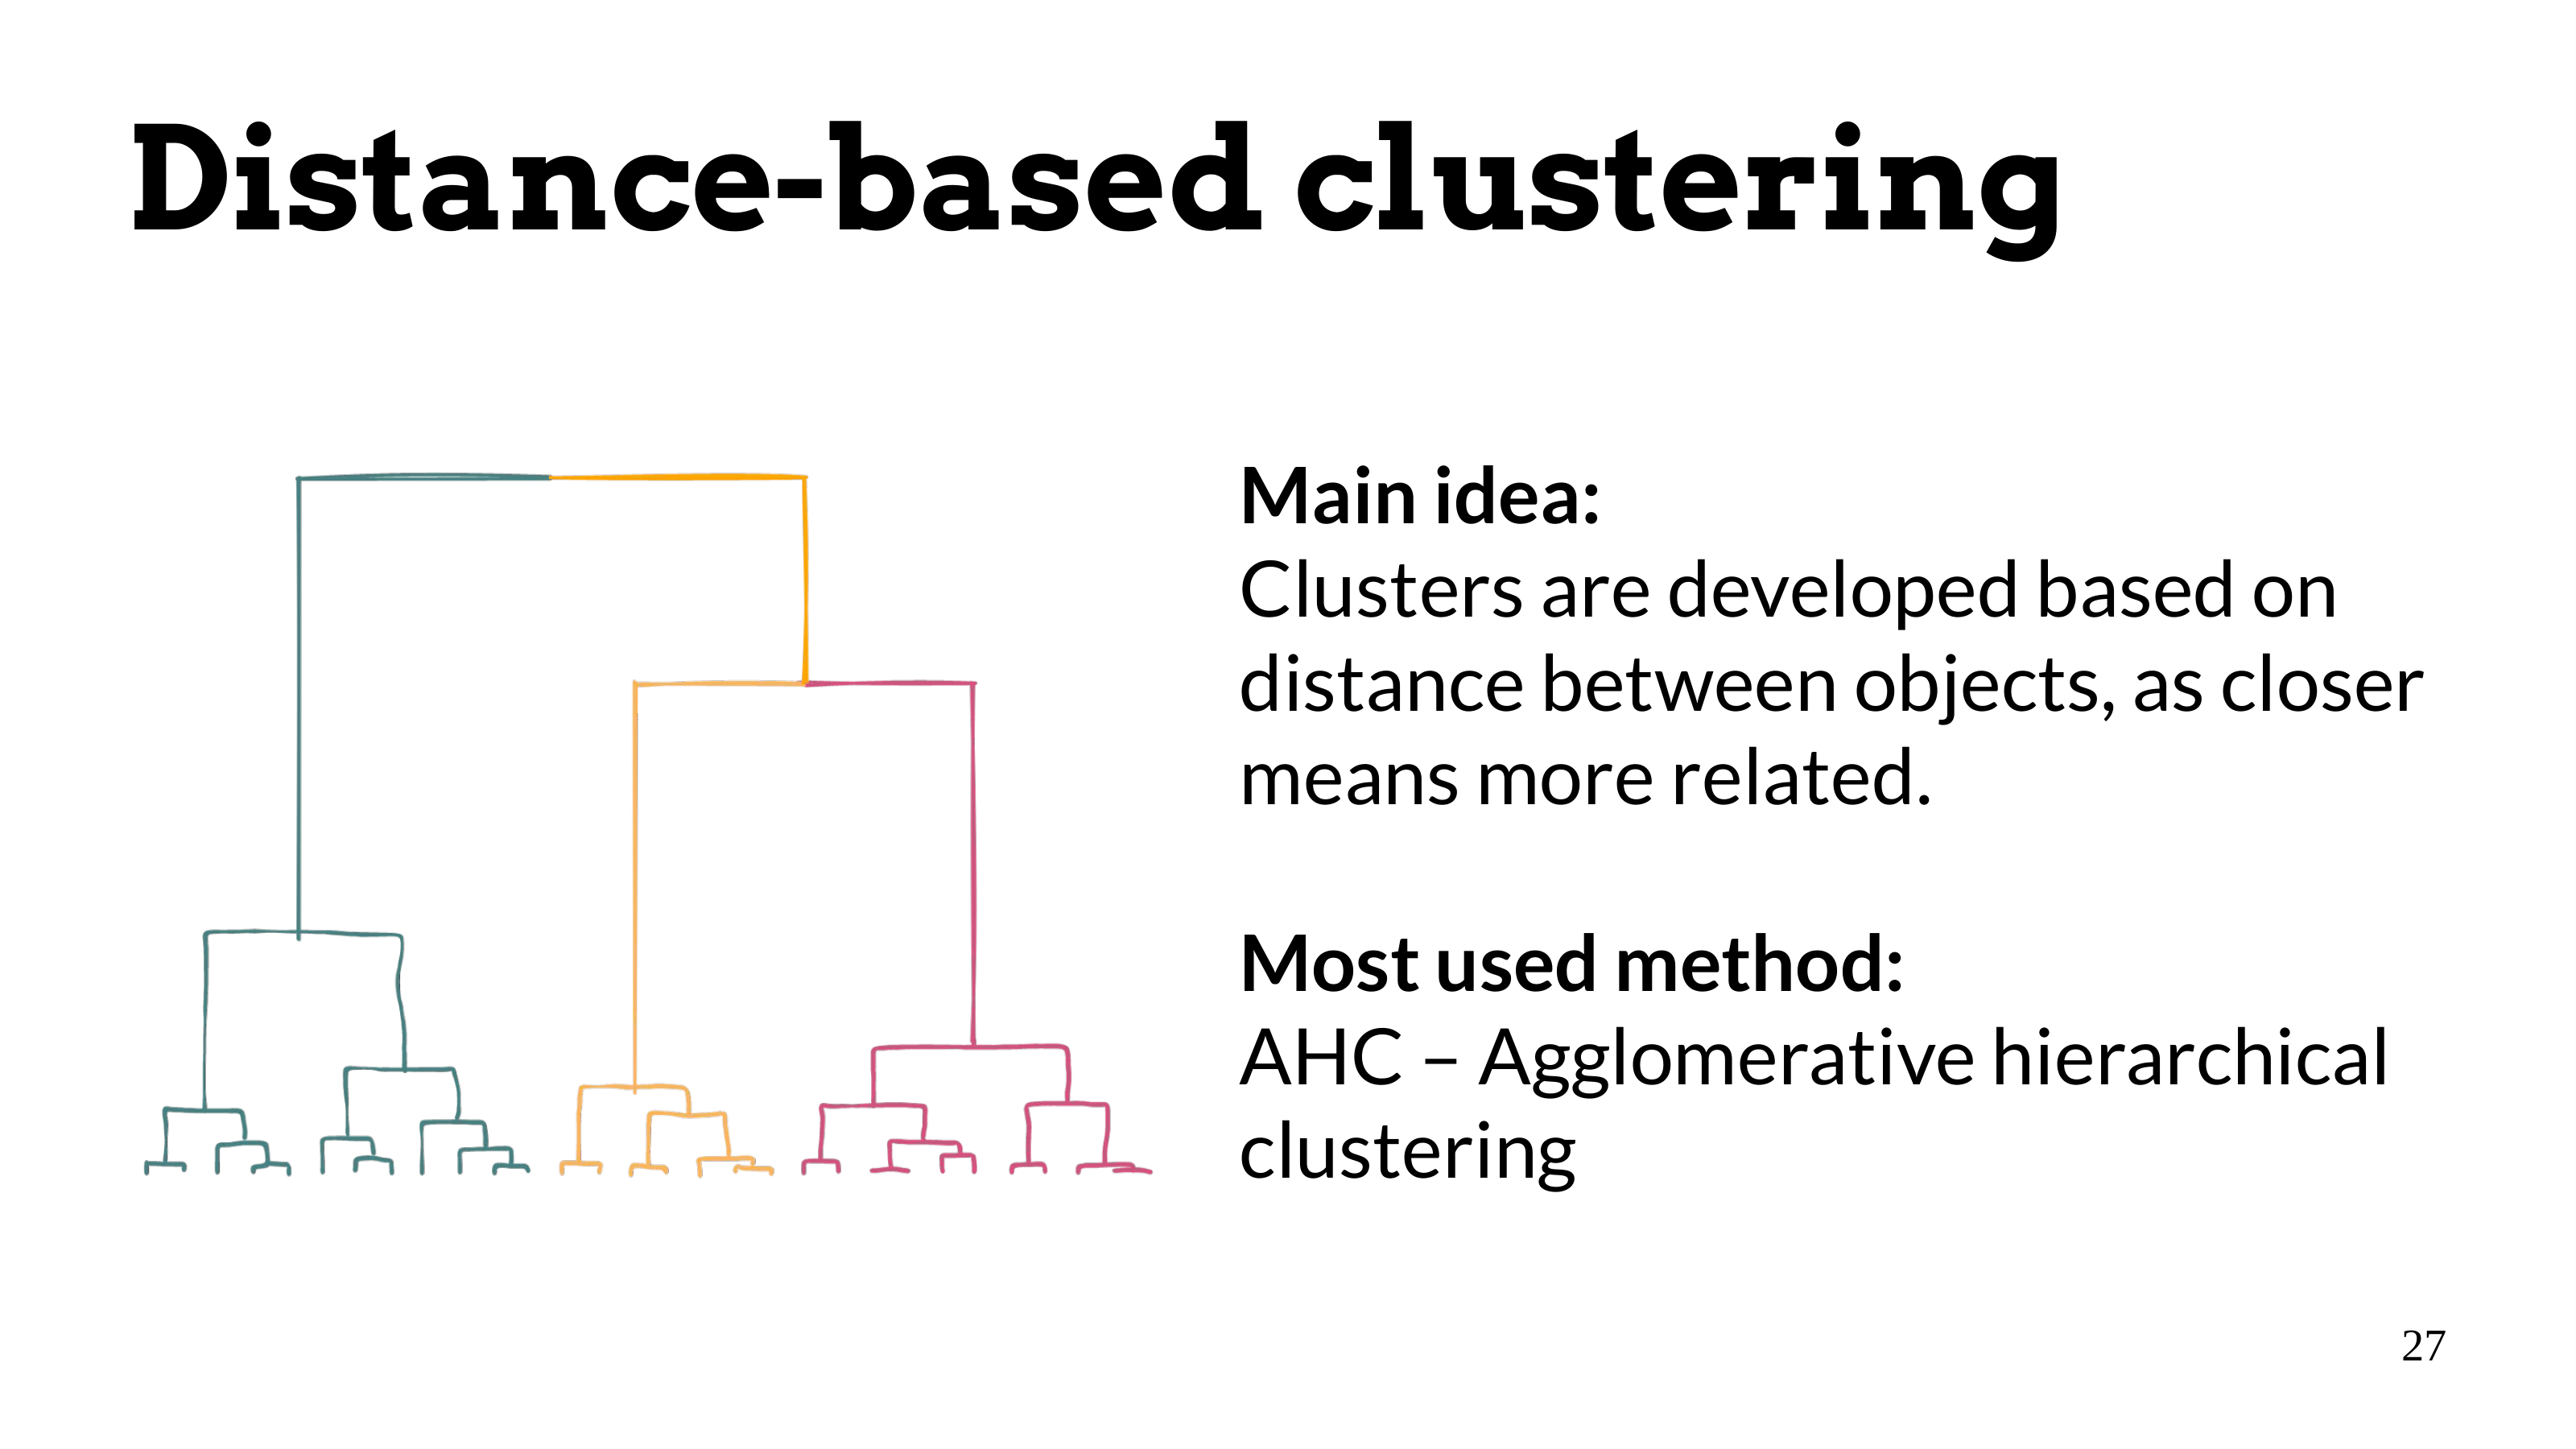 Distance-based clustering
Main idea:
Clusters are developed based on
distance between objects, as closer
means more related.
Most used method:
AHC – Agglomerative hierarchical
clustering
27